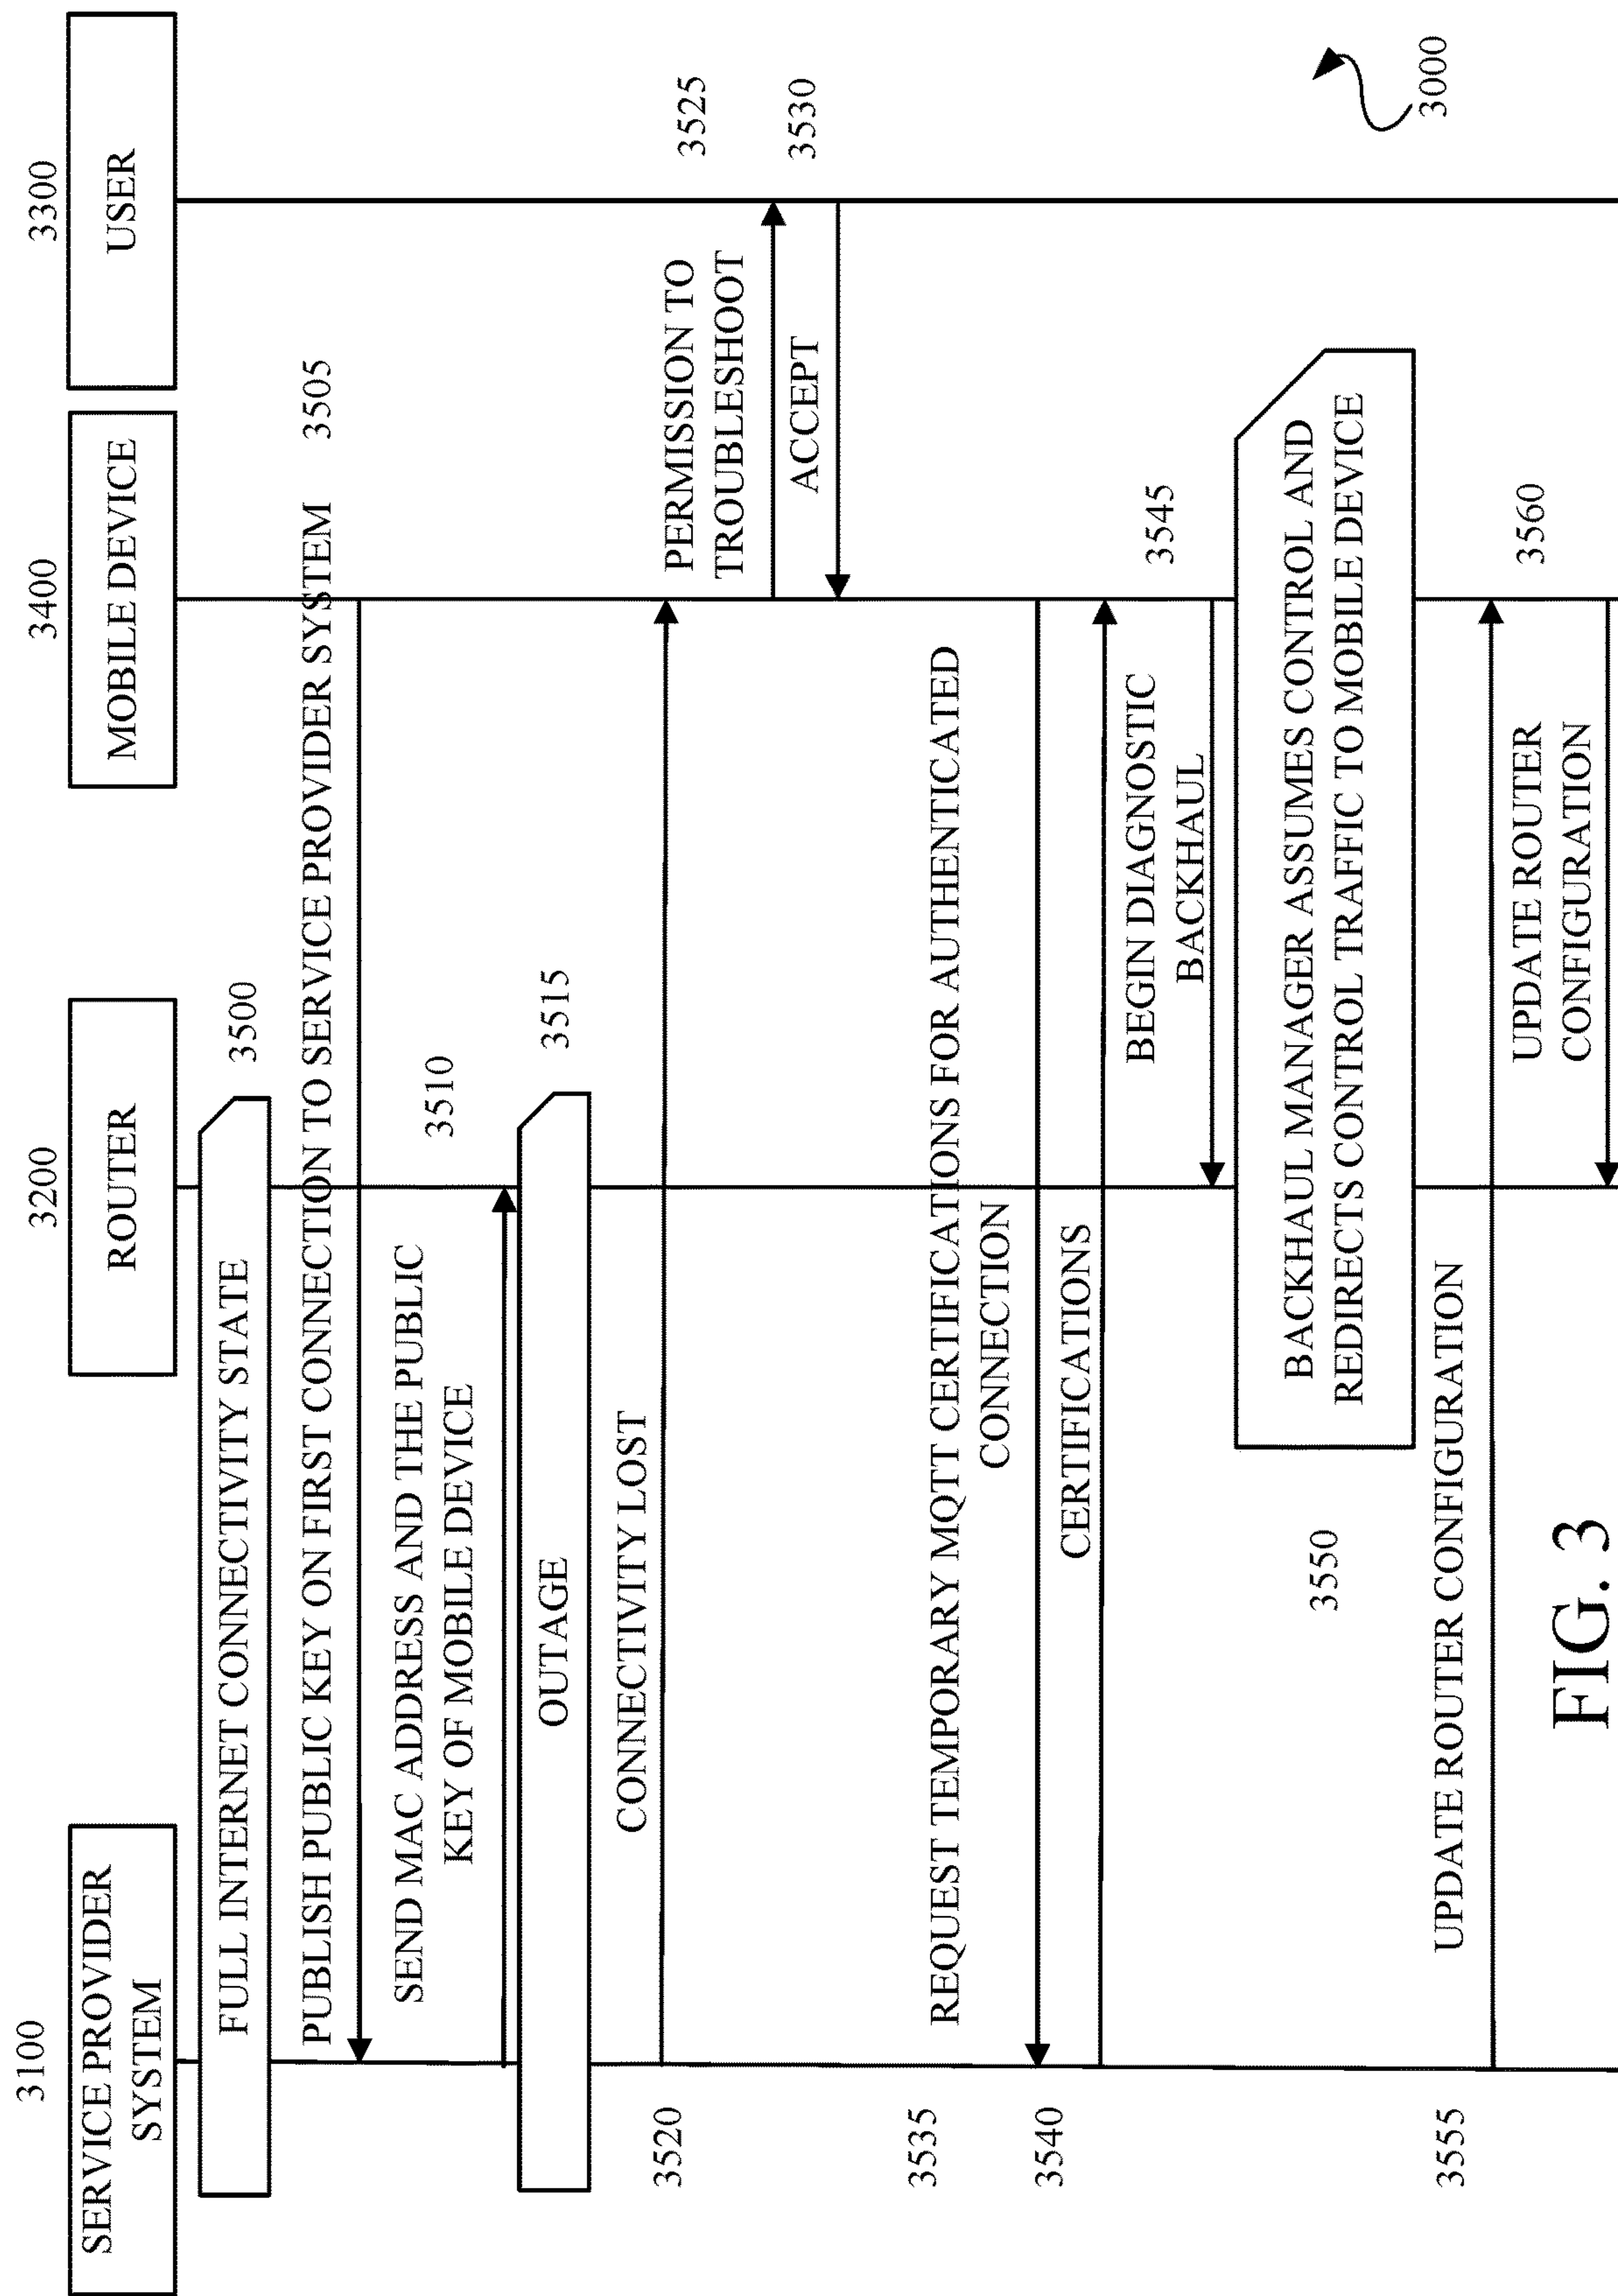 3100
SERVICE PROVIDER
SYSTEM
3200
ROUTER
3400
MOBILE DEVICE
3300
USER
FULL INTERNET CONNECTIVITY STATE
3500
PUBLISH PUBLIC KEY ON FIRST CONNECTION TO SERVICE PROVIDER SYSTEM
3505
SEND MAC ADDRESS AND THE PUBLIC
KEY OF MOBILE DEVICE
3510
OUTAGE
3515
CONNECTIVITY LOST
3520
PERMISSION TO
TROUBLESHOOT
3525
ACCEPT
3530
3535
REQUEST TEMPORARY MQTT CERTIFICATIONS FOR AUTHENTICATED
CONNECTION
3540
CERTIFICATIONS
BEGIN DIAGNOSTIC
BACKHAUL
3545
BACKHAUL MANAGER ASSUMES CONTROL AND
REDIRECTS CONTROL TRAFFIC TO MOBILE DEVICE
3550
3555
UPDATE ROUTER CONFIGURATION
UPDATE ROUTER
CONFIGURATION
3560
3000
FIG. 3